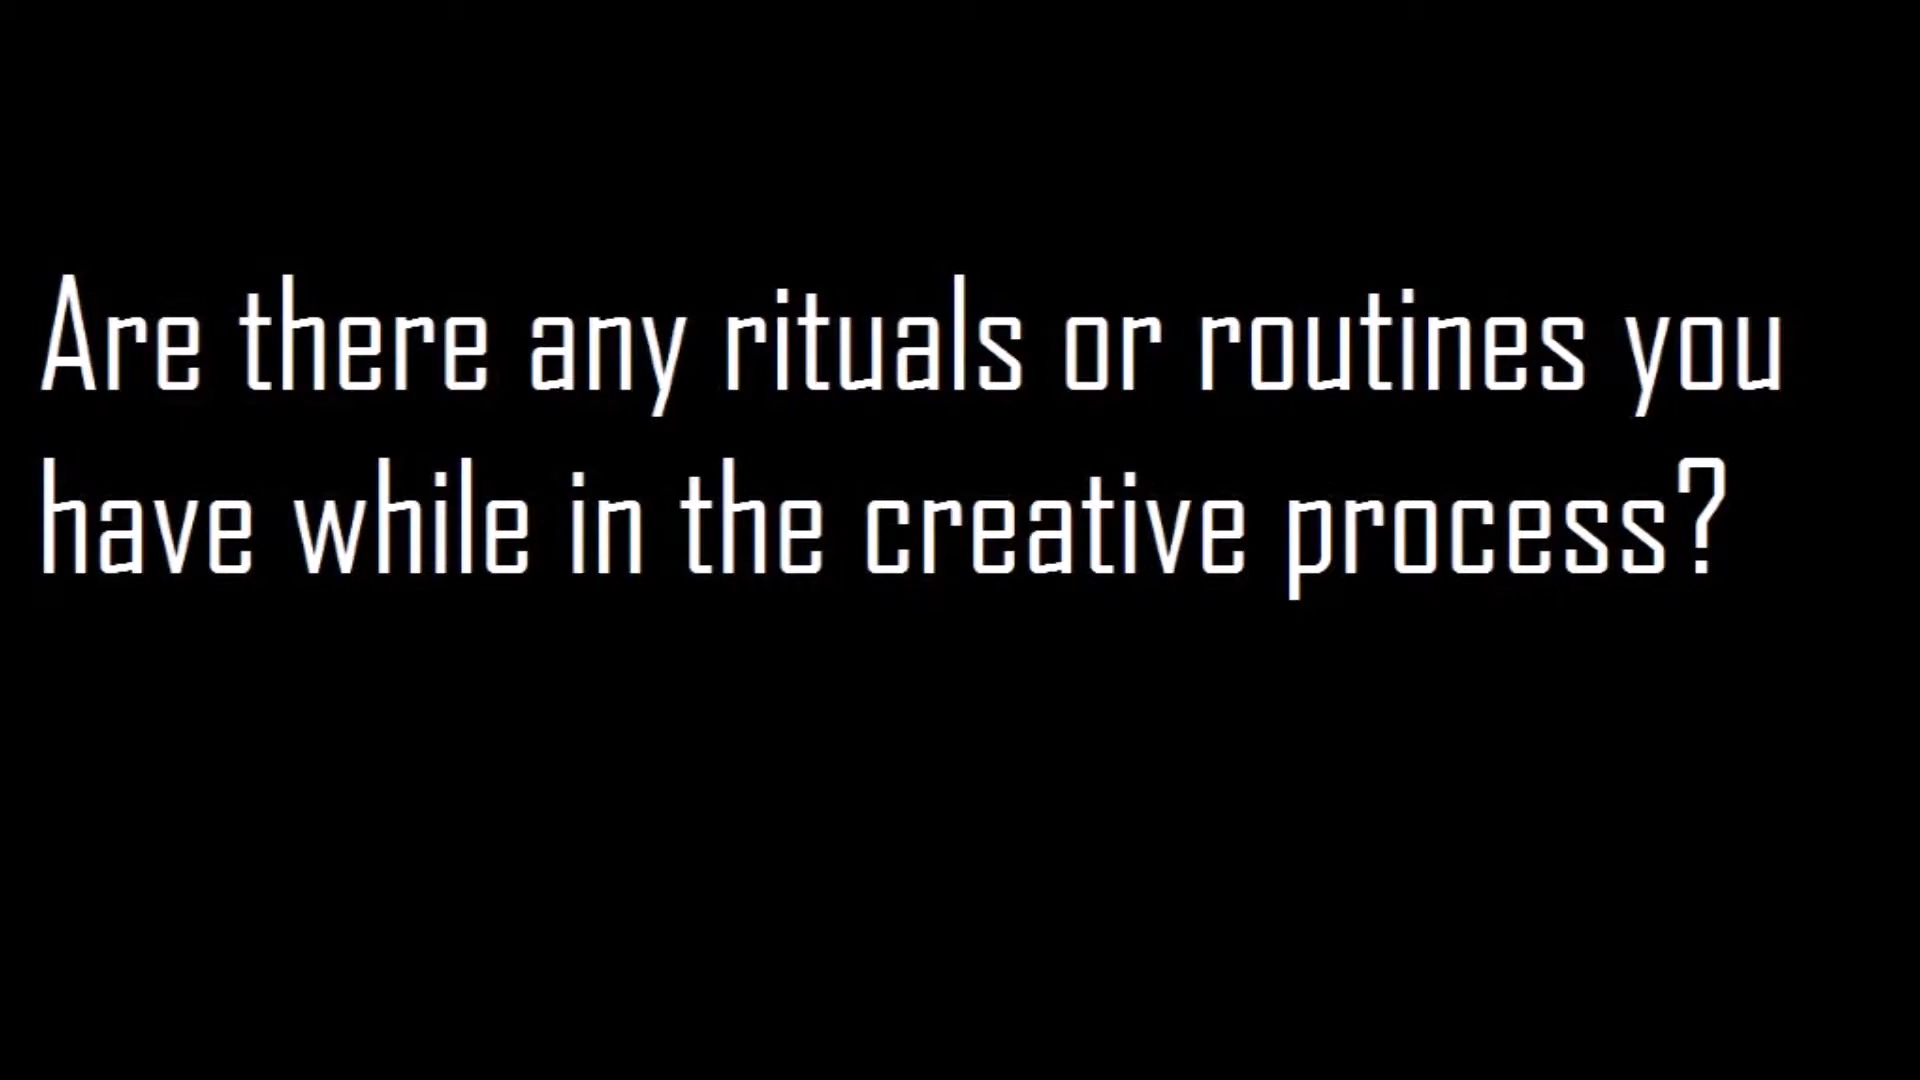 Are there any rituals or routines you
have while in the creative process?